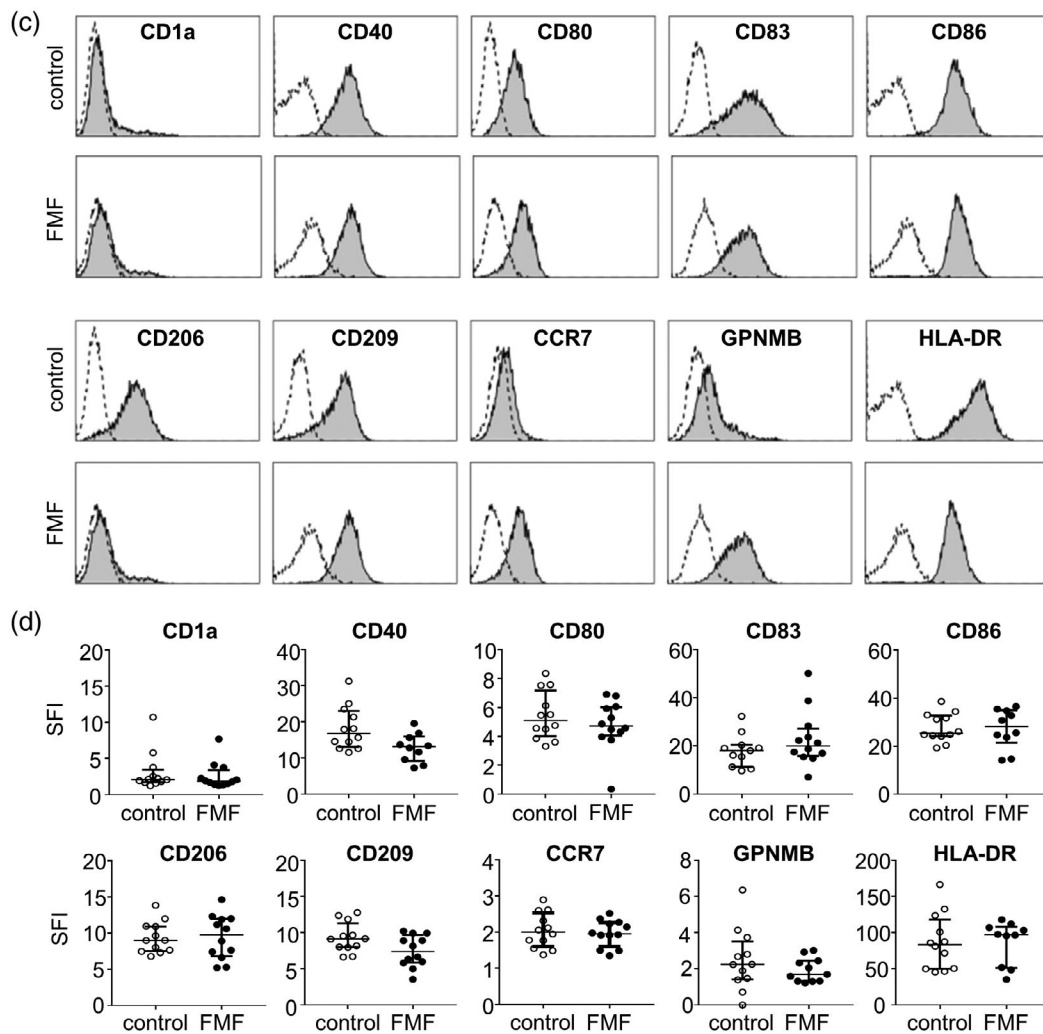 (c)
CD1a CD40 CD80 CD83 CD86
control
FMF
CD206 CD209 CCR7 GPNMB HLA-DR
control
FMF
(d)
CD1a CD40 CD80 CD83 CD86
SFI
20 40 10 60 60
15 30 8 40 40
10 20 6 20 20
5 10 4 0 0
0 0 2
0
control FMF control FMF control FMF control FMF control FMF
CD206 CD209 CCR7 GPNMB HLA-DR
SFI
20 20 4 8 200
15 15 3 6 150
10 10 2 4 100
5 5 1 2 50
0 0 0 0 0
control FMF control FMF control FMF control FMF control FMF